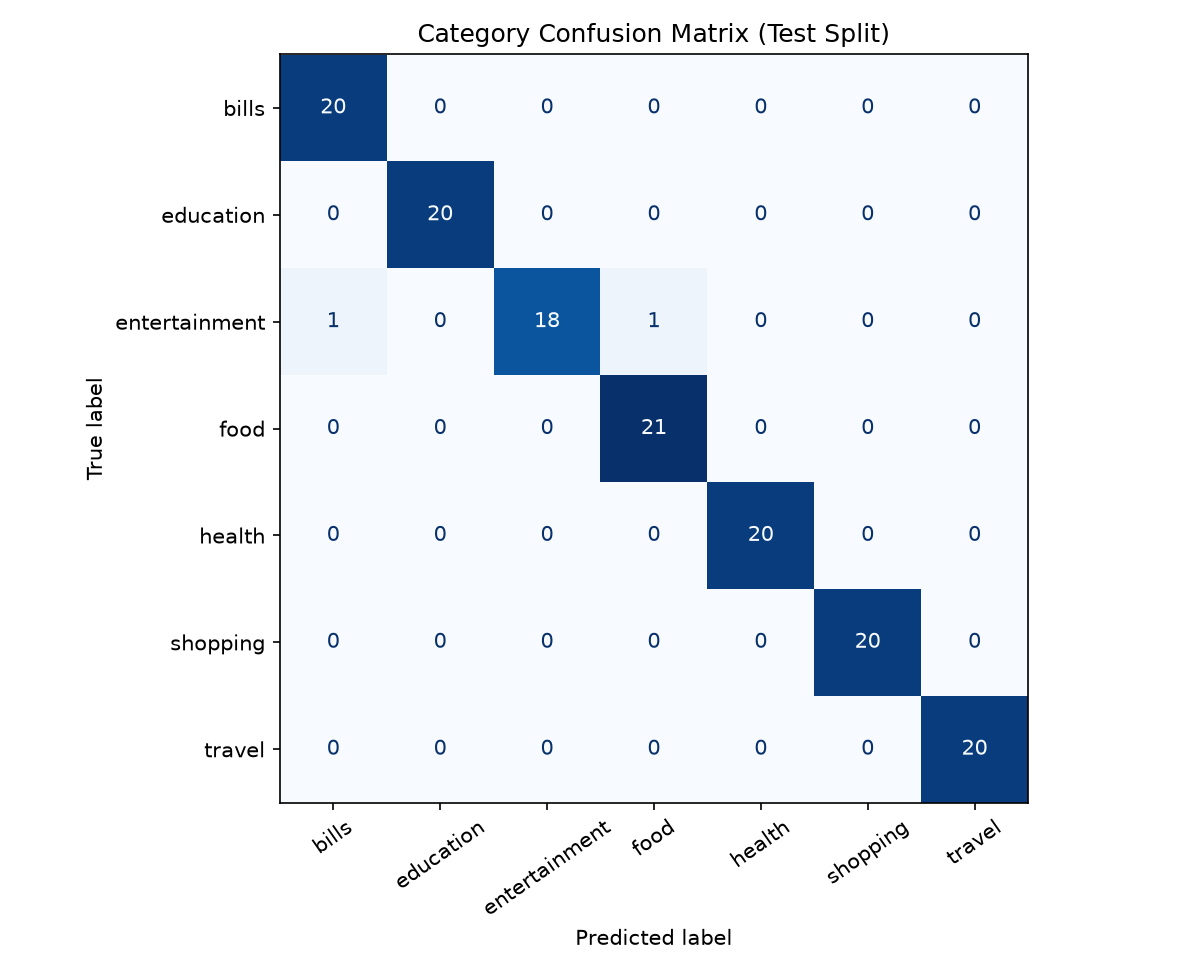 Category Confusion Matrix (Test Split)
bills 20 0 0 0 0 0 0
education 0 20 0 0 0 0 0
entertainment 1 0 18 1 0 0 0
True label
food 0 0 0 21 0 0 0
health 0 0 0 0 20 0 0
shopping 0 0 0 0 0 20 0
travel 0 0 0 0 0 0 20
bills education entertainment food health shopping travel
Predicted label